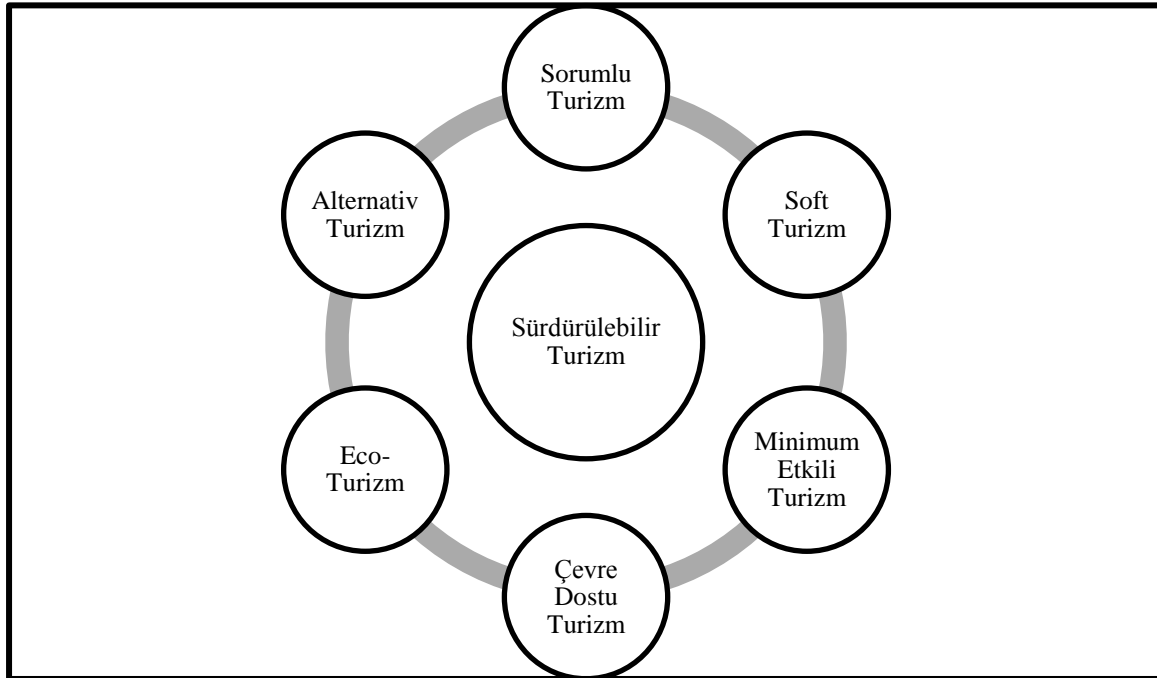 Sorumlu
Turizm
Soft
Turizm
Minimum
Etkili
Turizm
Çevre
Dostu
Turizm
Eco-
Turizm
Alternativ
Turizm
Sürdürülebilir
Turizm